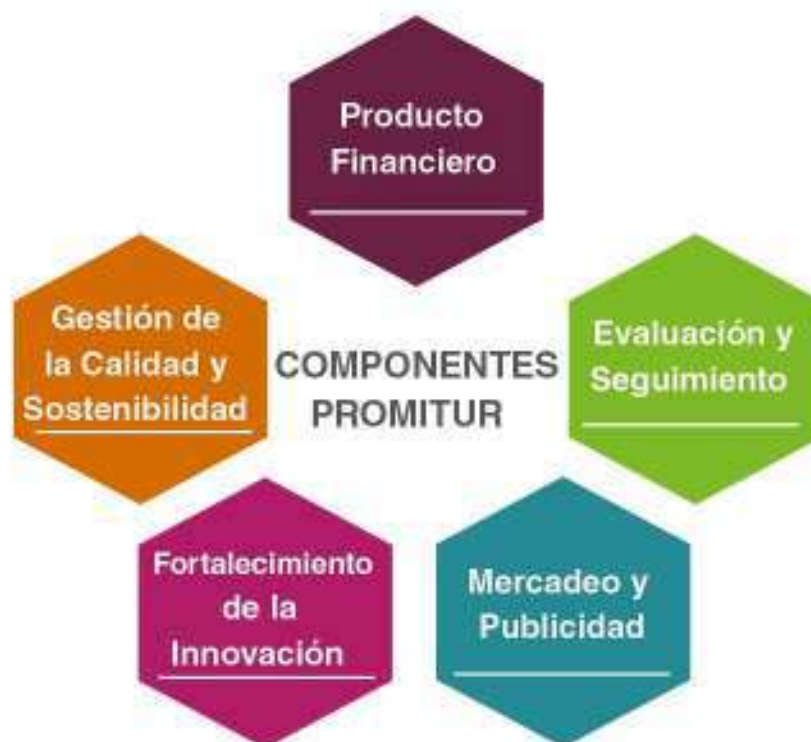 Producto
Financiero
Gestión de
la Calidad y
Sostenibilidad
COMPONENTES
PROMITUR
Evaluación y
Seguimiento
Fortalecimiento
de la
Innovación
Mercadeo y
Publicidad